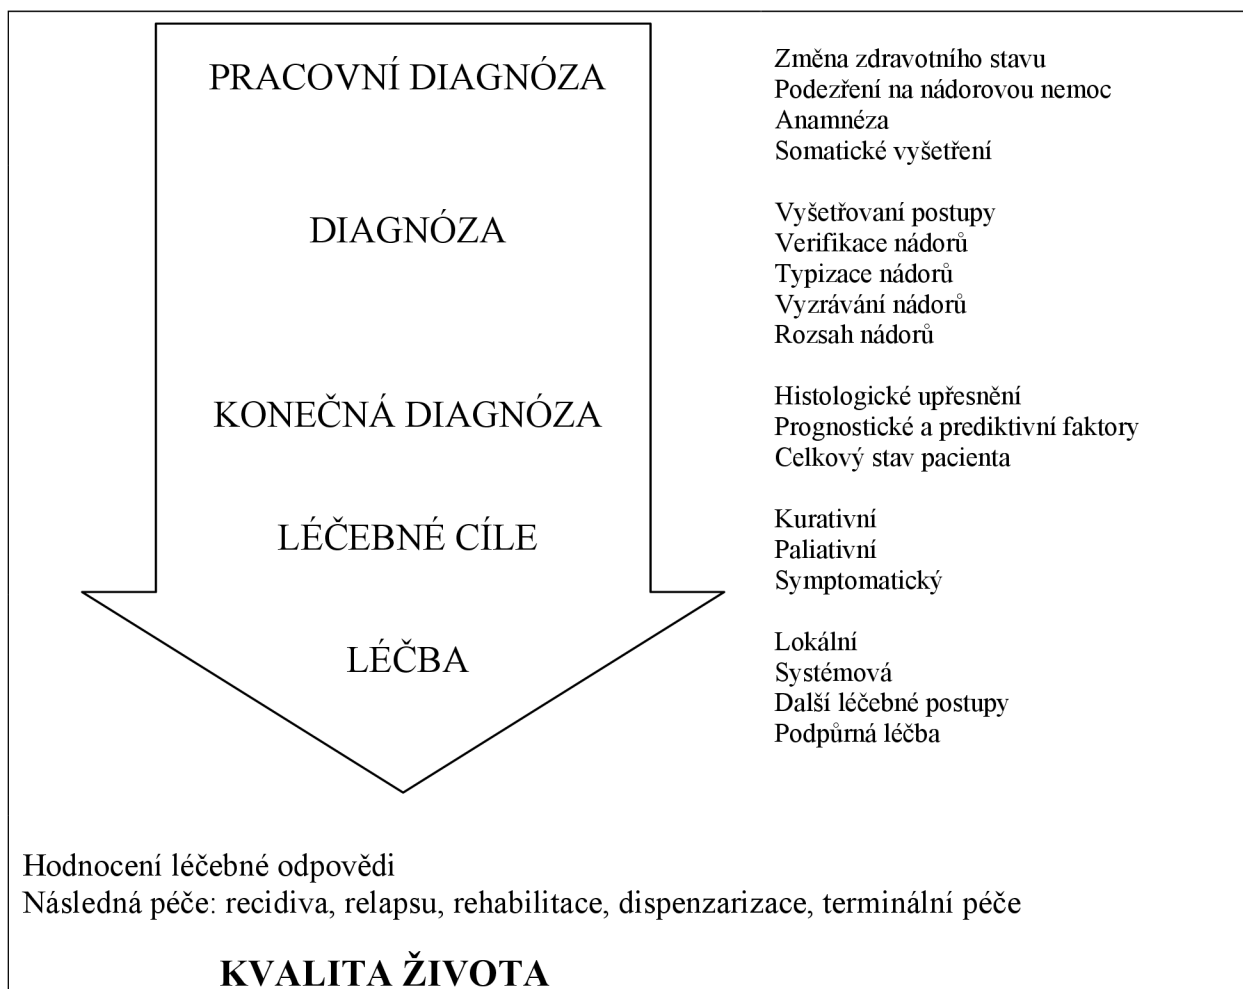 PRACOVNÍ DIAGNÓZA
Změna zdravotního stavu
Podezření na nádorovou nemoc
Anamnéza
Somatické vyšetření
DIAGNÓZA
Vyšetřovaní postupy
Verifikace nádorů
Typizace nádorů
Vyzrávání nádorů
Rozsah nádorů
KONEČNÁ DIAGNÓZA
Histologické upřesnění
Prognostické a prediktivní faktory
Celkový stav pacienta
LÉČEBNÉ CÍLE
Kurativní
Paliativní
Symptomatický
LÉČBA
Lokální
Systémová
Další léčebné postupy
Podpůrná léčba
Hodnocení léčebné odpovědi
Následná péče: recidiva, relapsu, rehabilitace, dispenzarizace, terminální péče
KVALITA ŽIVOTA